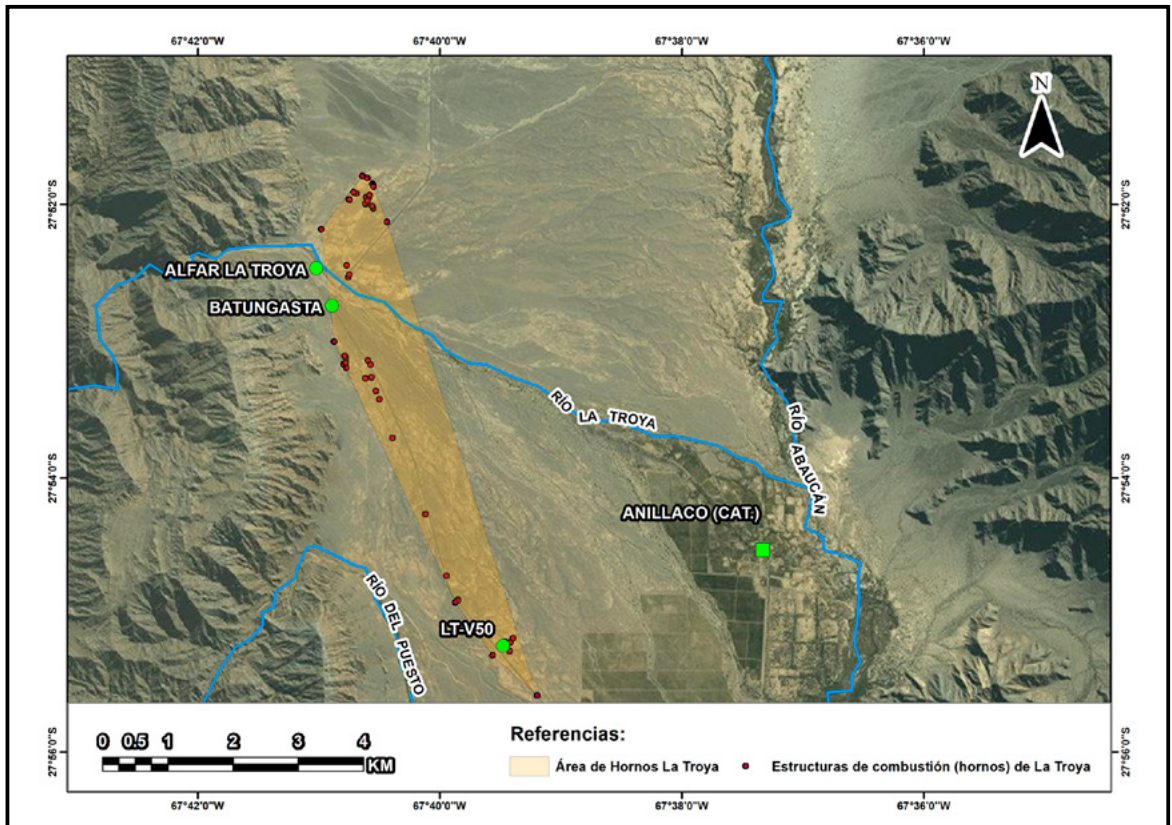 67°42'0"W 67°40'0"W 67°38'0"W 67°36'0"W
N
27°52'0"S 27°52'0"S
ALFAR LA TROYA
BATUNGASTA
RÍO LA TROYA
RÍO ABAUCÁN
27°54'0"S 27°54'0"S
ANILLACO (CAT.)
RÍO DEL PUESTO
LT-V50
0 0.5 1 2 3 4
KM
Referencias:
Área de Hornos La Troya
Estructuras de combustión (hornos) de La Troya
27°56'0"S 27°56'0"S
67°42'0"W 67°40'0"W 67°38'0"W 67°36'0"W